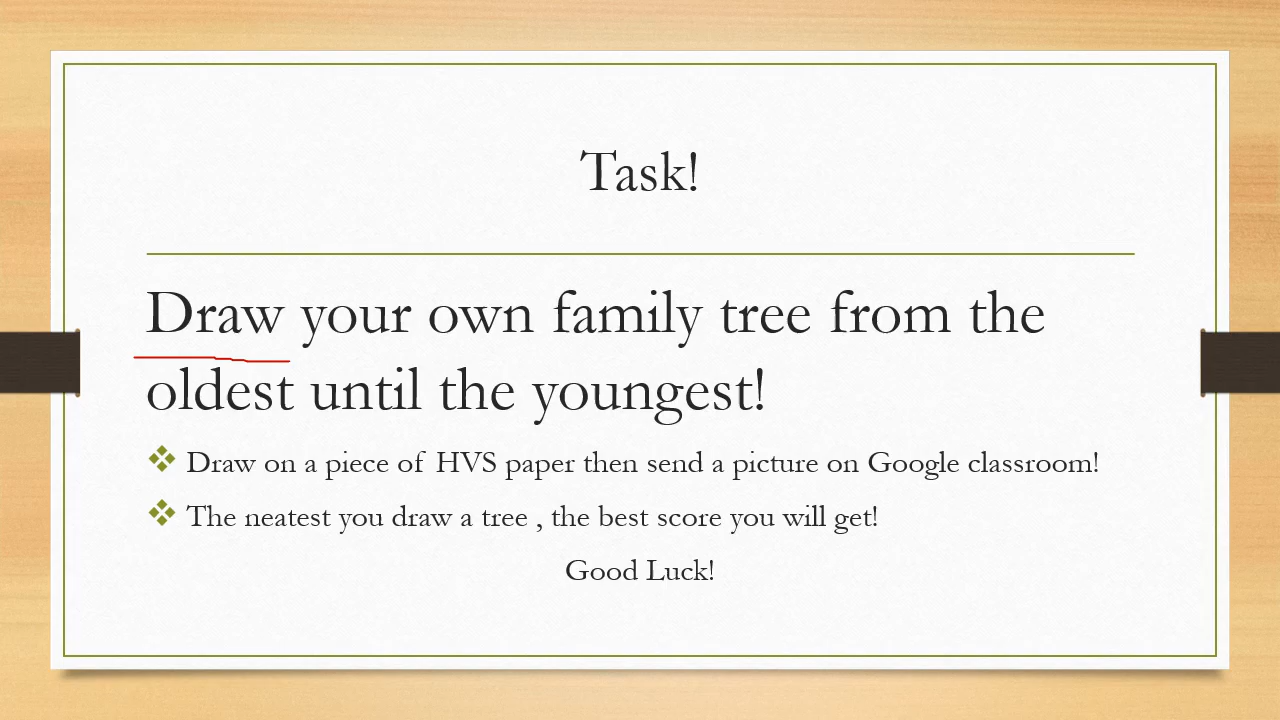 Task!
Draw your own family tree from the
oldest until the youngest!
Draw on a piece of HVS paper then send a picture on Google classroom!
The neatest you draw a tree , the best score you will get!
Good Luck!